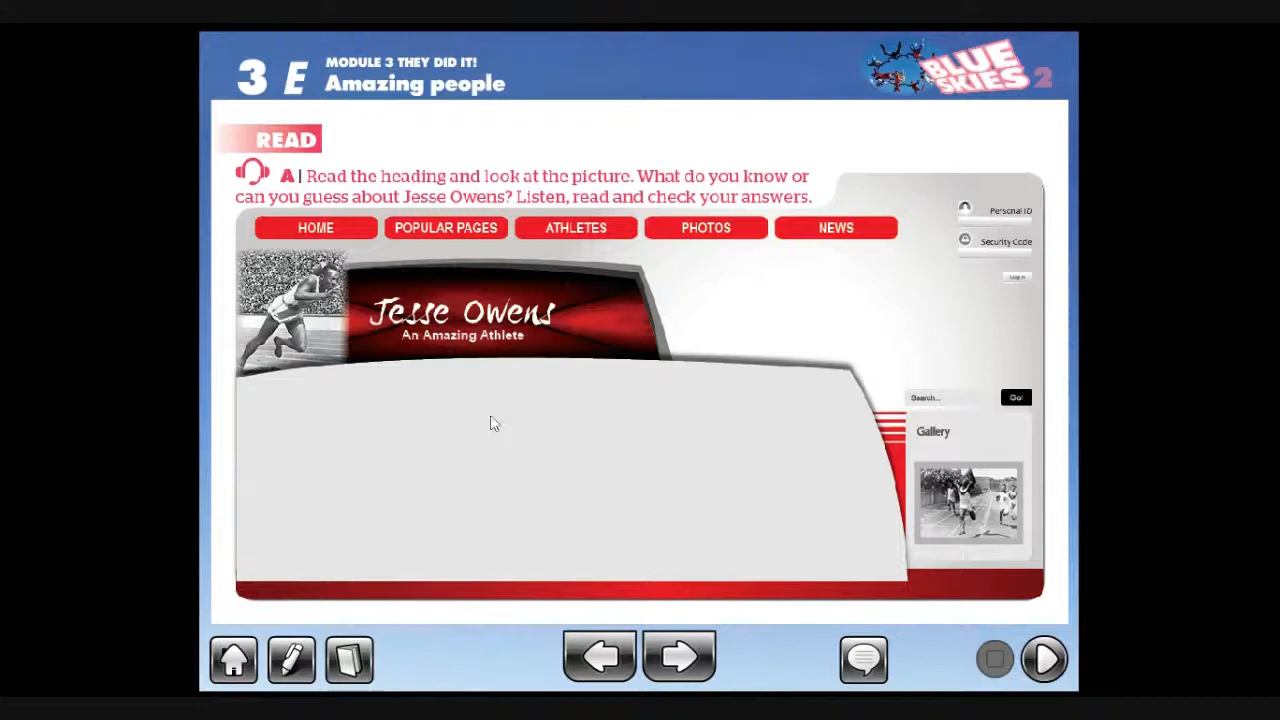 3 E
MODULE 3 THEY DID IT!
Amazing people
BLUE
SKIES 2
READ
A | Read the heading and look at the picture. What do you know or
can you guess about Jesse Owens? Listen, read and check your answers.
HOME POPULAR PAGES ATHLETES PHOTOS NEWS
Personal ID
Security Code
Log in
Jesse Owens
An Amazing Athlete
Search... Go!
Gallery